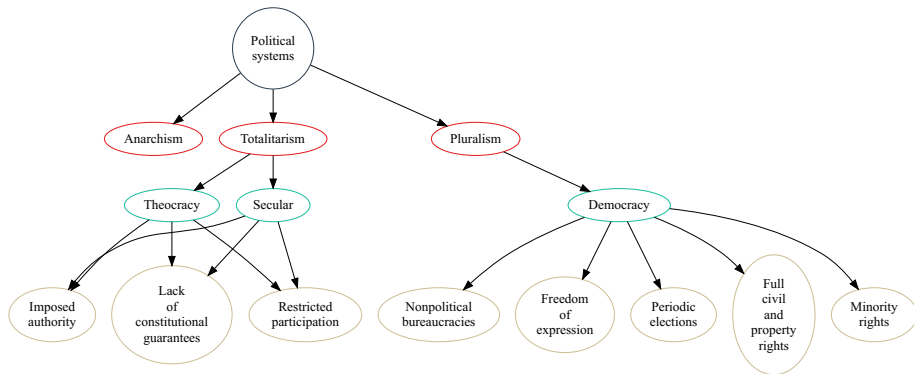 Political
systems
Anarchism
Totalitarism
Pluralism
Theocracy
Secular
Democracy
Imposed
authority
Lack
of
constitutional
guarantees
Restricted
participation
Nonpolitical
bureaucracies
Freedom
of
expression
Periodic
elections
Full
civil
and
property
rights
Minority
rights